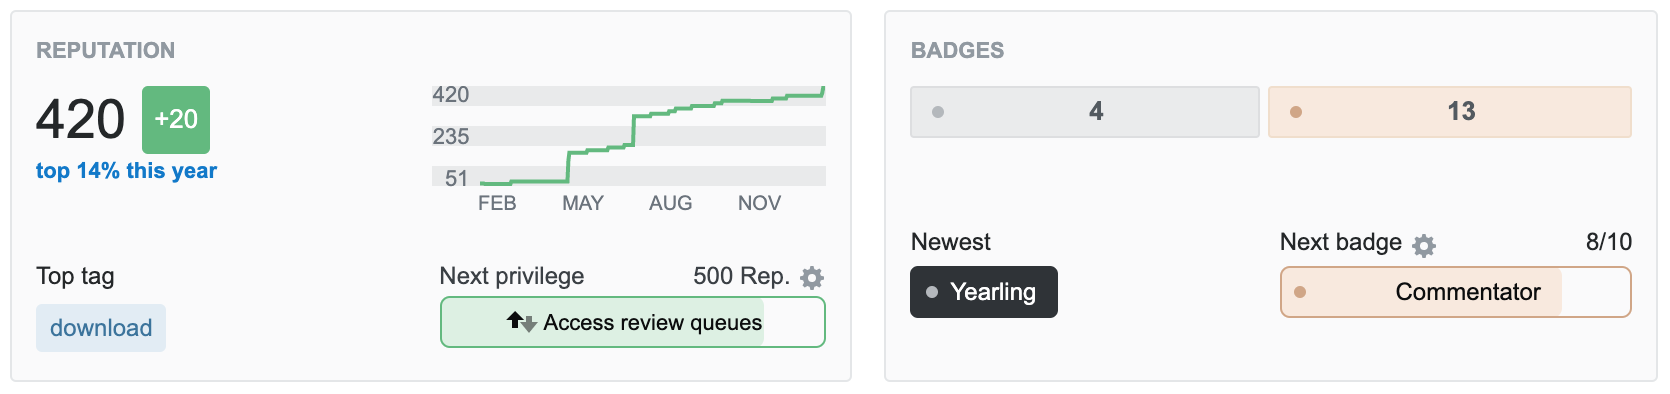 REPUTATION
420 +20
top 14% this year
420
235
51
FEB MAY AUG NOV
Top tag
download
Next privilege 500 Rep.
Access review queues
BADGES
4 13
Newest
Yearling
Next badge 8/10
Commentator